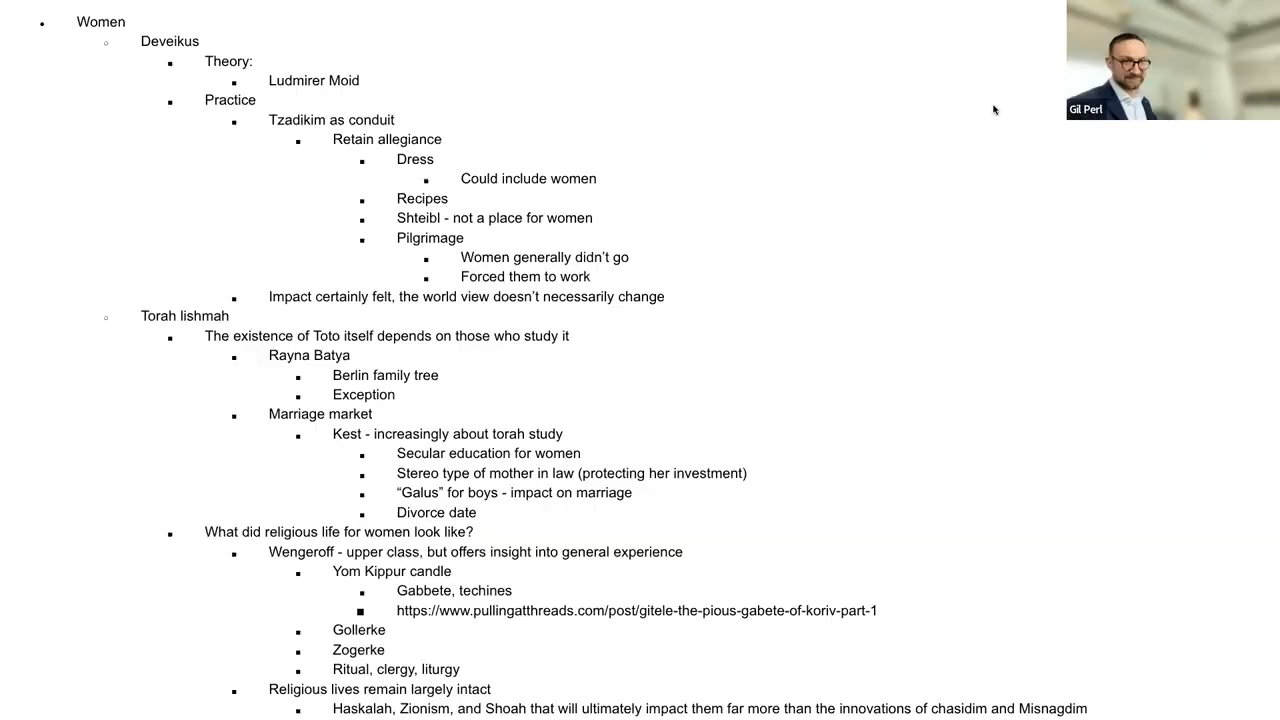 Women
Deveikus
Theory:
Ludmirer Moid
Practice
Tzadikim as conduit
Retain allegiance
Dress
Could include women
Recipes
Shteibl - not a place for women
Pilgrimage
Women generally didn't go
Forced them to work
Impact certainly felt, the world view doesn't necessarily change
Torah lishmah
The existence of Toto itself depends on those who study it
Rayna Batya
Berlin family tree
Exception
Marriage market
Kest - increasingly about torah study
Secular education for women
Stereo type of mother in law (protecting her investment)
“Galus” for boys - impact on marriage
Divorce date
What did religious life for women look like?
Wengeroff - upper class, but offers insight into general experience
Yom Kippur candle
Gabbete, techines
https://www.pullingatthreads.com/post/gitele-the-pious-gabete-of-koriv-part-1
Gollerke
Zogerke
Ritual, clergy, liturgy
Religious lives remain largely intact
Haskalah, Zionism, and Shoah that will ultimately impact them far more than the innovations of chasidim and Misnagdim
Gil Perl